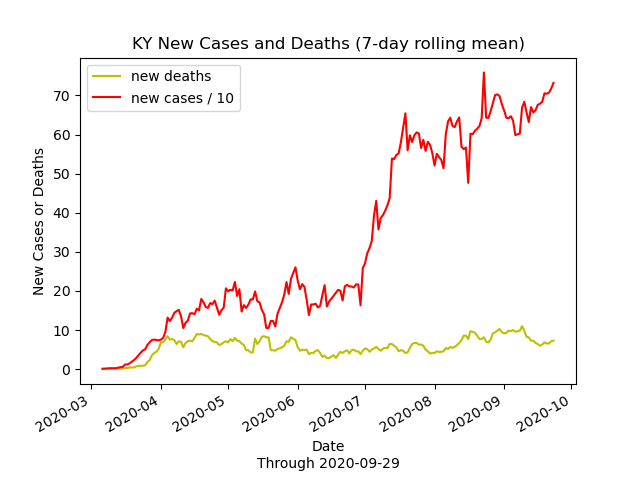 KY New Cases and Deaths (7-day rolling mean)
new deaths
new cases / 10
70
60
50
40
30
20
10
0
New Cases or Deaths
2020-03
2020-04
2020-05
2020-06
2020-07
2020-08
2020-09
2020-10
Date
Through 2020-09-29